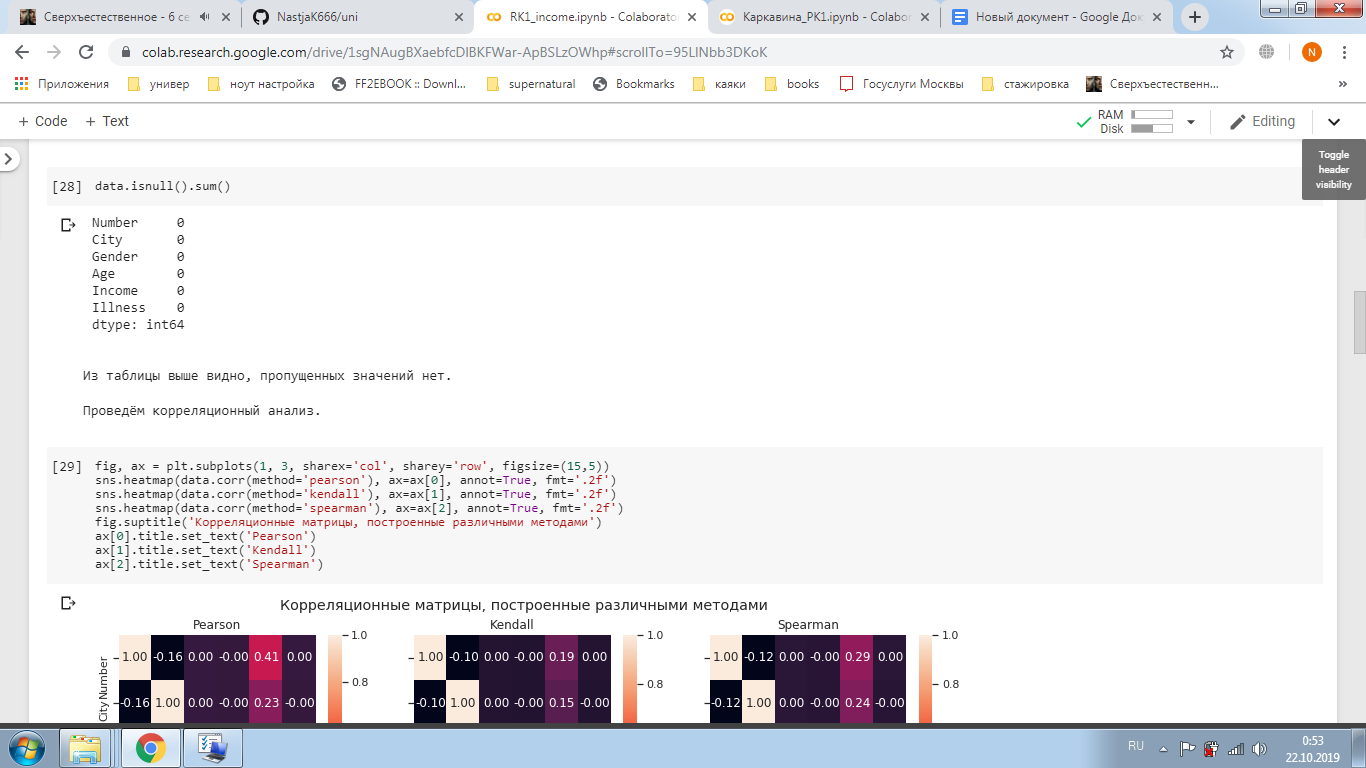 Сверхъестественное - 6 се
NastjaK666/uni
RK1_income.ipynb - Colaborato
Каркавина_РК1.ipynb - Colabor
Новый документ - Google Док
colab.research.google.com/drive/1sgNAugBXaebfcDlBKFWar-ApBSLzOWhp#scrollTo=95LlNbb3DKoK
N
Приложения универ ноут настройка FF2EBOOK :: Downl... supernatural Bookmarks каяки books Госуслуги Москвы стажировка Сверхъестественн... »
+ Code + Text
RAM
Disk
Editing
Toggle
header
visibility
[28] data.isnull().sum()
Number 0
City 0
Gender 0
Age 0
Income 0
Illness 0
dtype: int64
Из таблицы выше видно, пропущенных значений нет.
Проведём корреляционный анализ.
[29] fig, ax = plt.subplots(1, 3, sharex='col', sharey='row', figsize=(15,5))
sns.heatmap(data.corr(method='pearson'), ax=ax[0], annot=True, fmt='.2f')
sns.heatmap(data.corr(method='kendall'), ax=ax[1], annot=True, fmt='.2f')
sns.heatmap(data.corr(method='spearman'), ax=ax[2], annot=True, fmt='.2f')
fig.suptitle('Корреляционные матрицы, построенные различными методами')
ax[0].title.set_text('Pearson')
ax[1].title.set_text('Kendall')
ax[2].title.set_text('Spearman')
Корреляционные матрицы, построенные различными методами
Pearson Kendall Spearman
Number 1.00 -0.16 0.00 -0.00 0.41 0.00 1.0 1.00 -0.10 0.00 -0.00 0.19 0.00 1.0 1.00 -0.12 0.00 -0.00 0.29 0.00 1.0
0.8 0.8 0.8
City -0.16 1.00 0.00 -0.00 0.23 -0.00 -0.10 1.00 0.00 -0.00 0.15 -0.00 -0.12 1.00 0.00 -0.00 0.24 -0.00
RU
0:53
22.10.2019